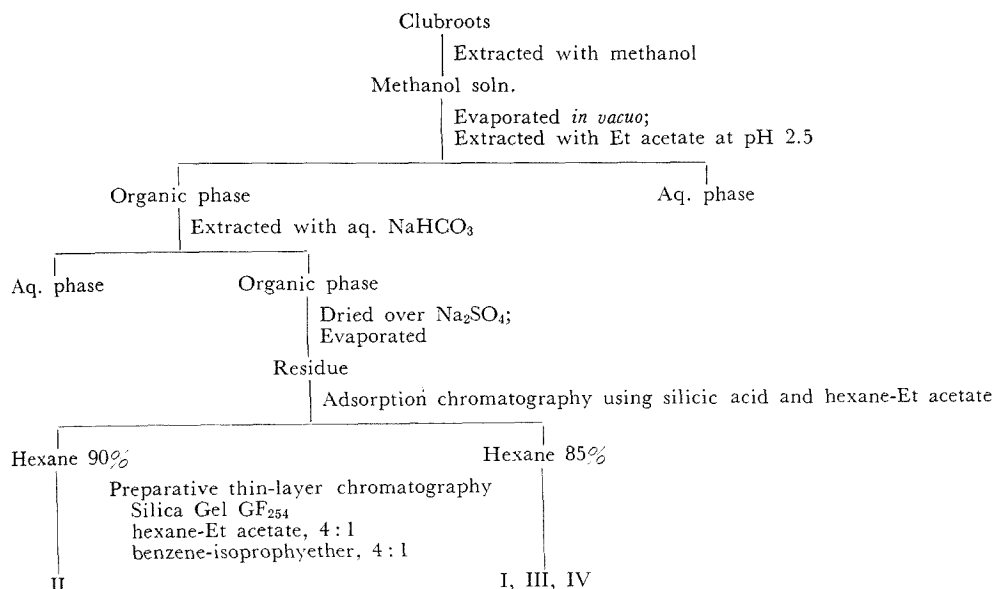 Clubroots
Extracted with methanol
Methanol soln.
Evaporated in vacuo;
Extracted with Et acetate at pH 2.5
Organic phase
Aq. phase
Extracted with aq. NaHCO₃
Aq. phase
Organic phase
Dried over Na₂SO₄;
Evaporated
Residue
Adsorption chromatography using silicic acid and hexane-Et acetate
Hexane 90%
Hexane 85%
Preparative thin-layer chromatography
Silica Gel GF₂₅₄
hexane-Et acetate, 4 : 1
benzene-isoprophyether, 4 : 1
II
I, III, IV